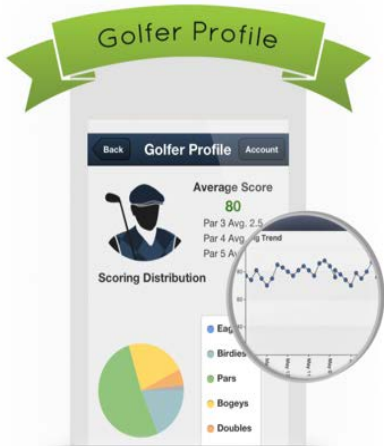 Golfer Profile
Back Golfer Profile Account
Average Score
80
Par 3 Avg. 2.5
Par 4 Avg
Par 5 Av
Trend
Scoring Distribution
Eag
Birdies
Pars
Bogeys
Doubles